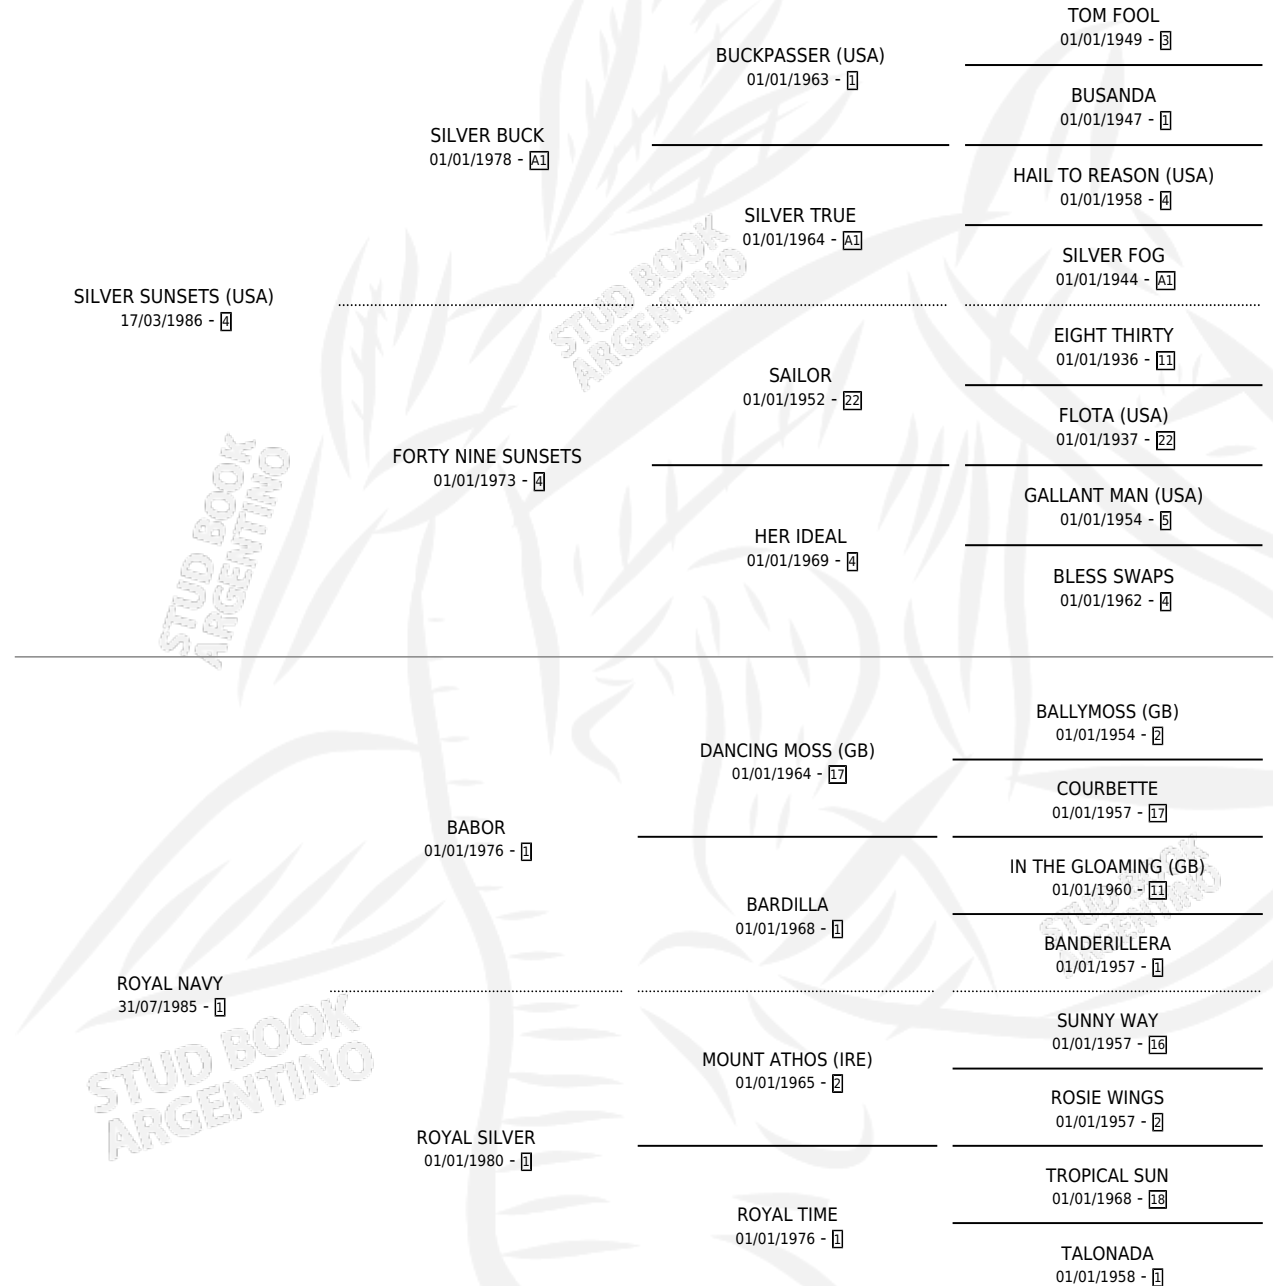 TOM FOOL
01/01/1949 - 3
BUCKPASSER (USA)
01/01/1963 - 1
BUSANDA
01/01/1947 - 1
SILVER BUCK
01/01/1978 - A1
HAIL TO REASON (USA)
01/01/1958 - 4
SILVER TRUE
01/01/1964 - A1
SILVER FOG
01/01/1944 - A1
SILVER SUNSETS (USA)
17/03/1986 - 4
EIGHT THIRTY
01/01/1936 - 11
SAILOR
01/01/1952 - 22
FLOTA (USA)
01/01/1937 - 22
FORTY NINE SUNSETS
01/01/1973 - 4
GALLANT MAN (USA)
01/01/1954 - 5
HER IDEAL
01/01/1969 - 4
BLESS SWAPS
01/01/1962 - 4
BALLYMOSS (GB)
01/01/1954 - 2
DANCING MOSS (GB)
01/01/1964 - 17
COURBETTE
01/01/1957 - 17
BABOR
01/01/1976 - 1
IN THE GLOAMING (GB)
01/01/1960 - 11
BARDILLA
01/01/1968 - 1
BANDERILLERA
01/01/1957 - 1
ROYAL NAVY
31/07/1985 - 1
SUNNY WAY
01/01/1957 - 16
MOUNT ATHOS (IRE)
01/01/1965 - 2
ROSIE WINGS
01/01/1957 - 2
ROYAL SILVER
01/01/1980 - 1
TROPICAL SUN
01/01/1968 - 18
ROYAL TIME
01/01/1976 - 1
TALONADA
01/01/1958 - 1
STUD BOOK
ARGENTINO
STUD BOOK
ARGENTINO
STUD BOOK
ARGENTINO
STUD BOOK
ARGENTINO